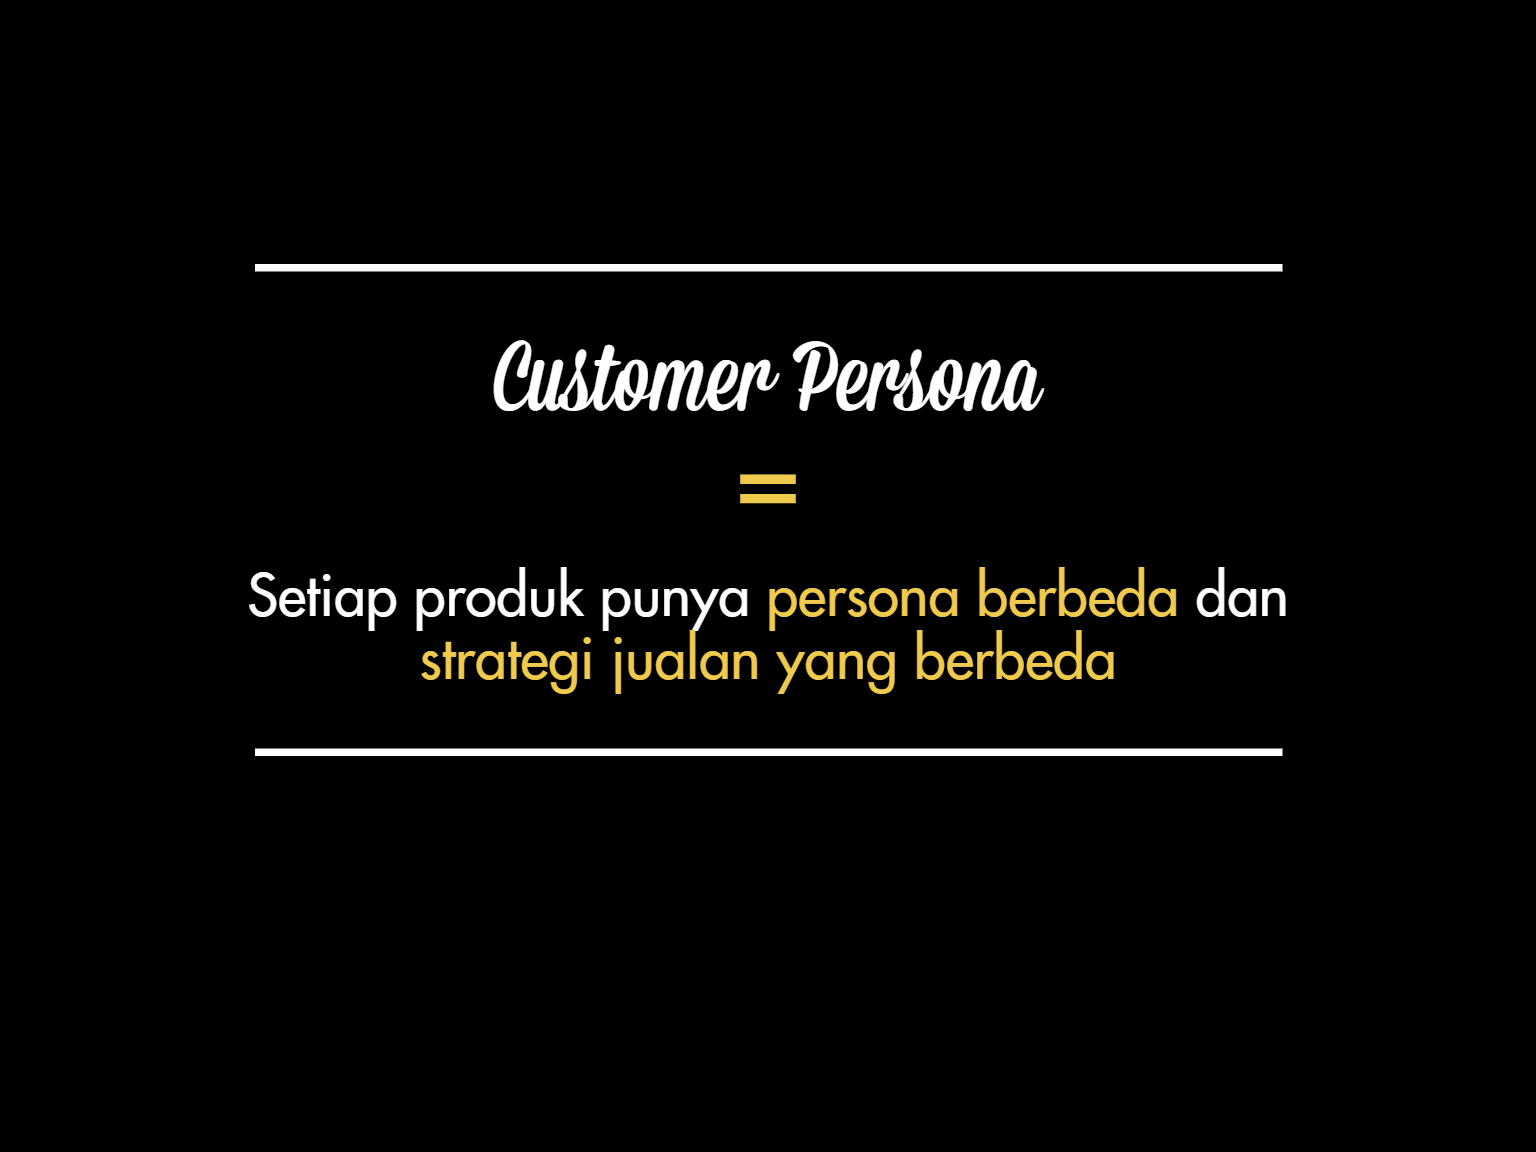 Customer Persona
=
Setiap produk punya persona berbeda dan
strategi jualan yang berbeda